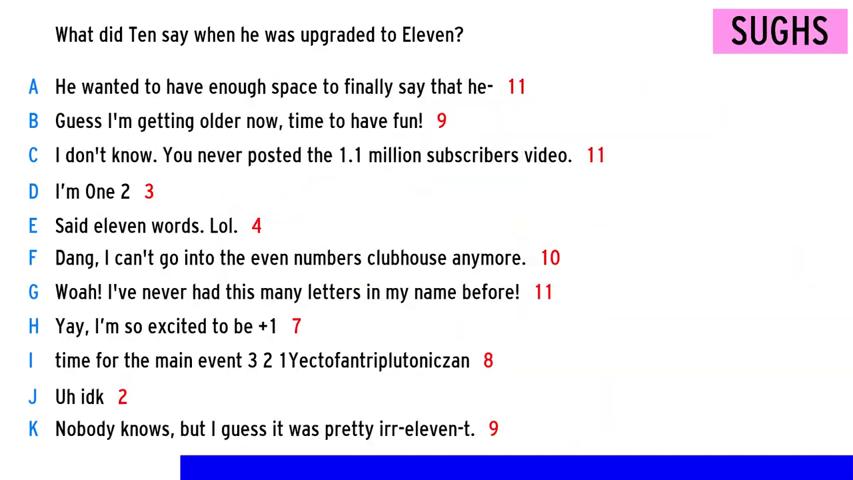 What did Ten say when he was upgraded to Eleven?
SUGHS
A He wanted to have enough space to finally say that he- 11
B Guess I'm getting older now, time to have fun! 9
C I don't know. You never posted the 1.1 million subscribers video. 11
D I'm One 2 3
E Said eleven words. Lol. 4
F Dang, I can't go into the even numbers clubhouse anymore. 10
G Woah! I've never had this many letters in my name before! 11
H Yay, I'm so excited to be +1 7
I time for the main event 3 2 1Yectofantriplutoniczan 8
J Uh idk 2
K Nobody knows, but I guess it was pretty irr-eleven-t. 9